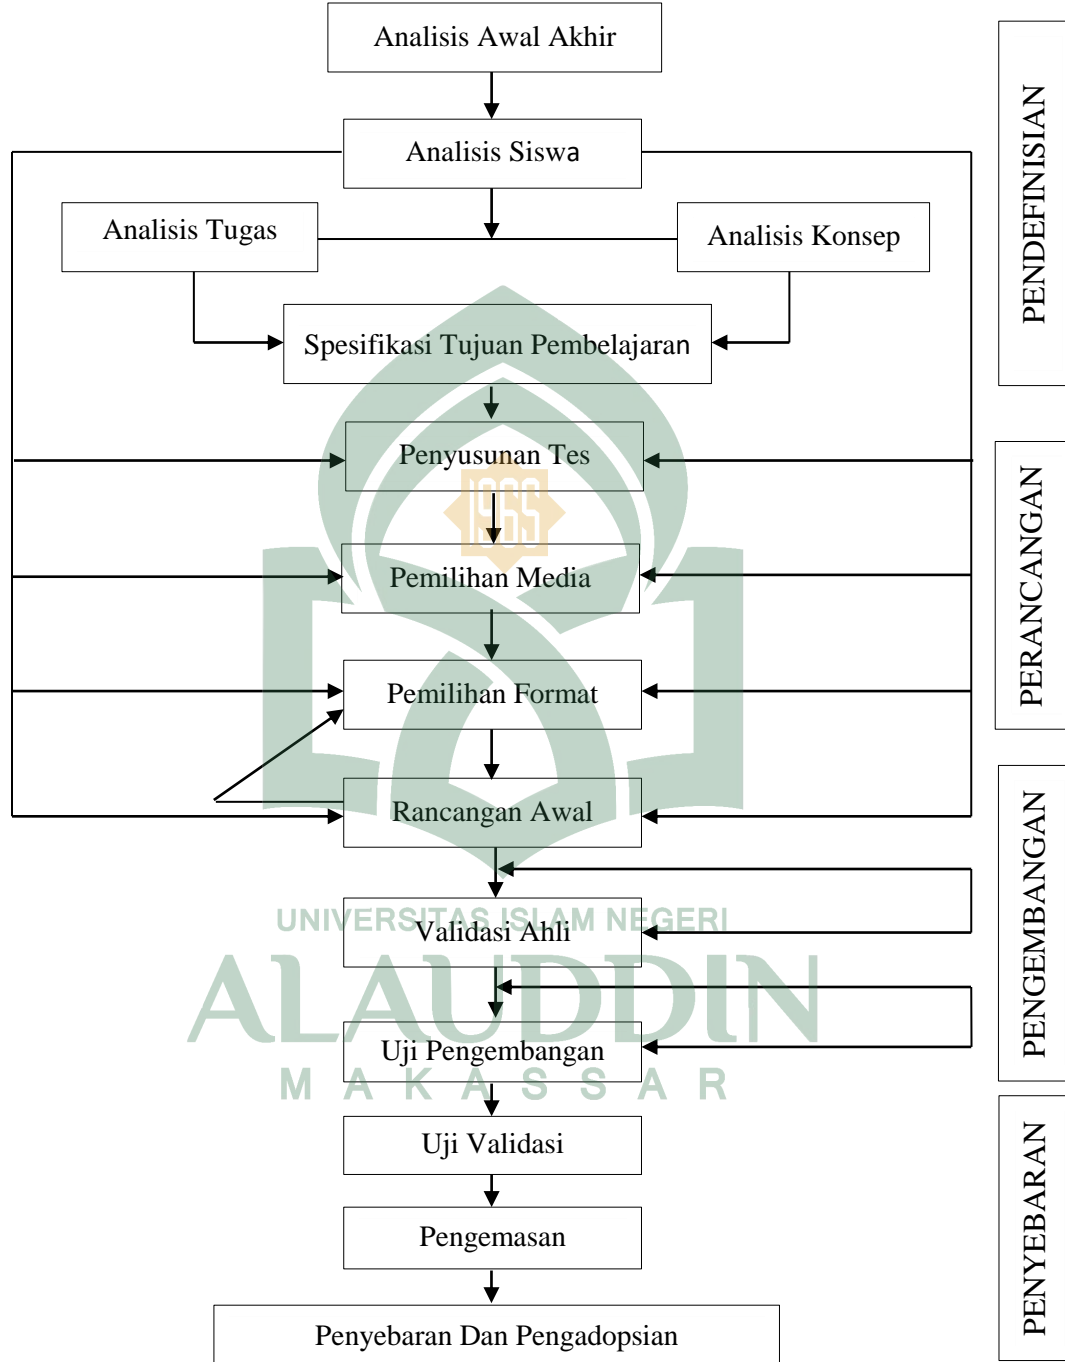 Analisis Awal Akhir
Analisis Siswa
Analisis Tugas
Analisis Konsep
Spesifikasi Tujuan Pembelajaran
Penyusunan Tes
1965
Pemilihan Media
Pemilihan Format
Rancangan Awal
UNIVERSITAS ISLAM NEGERI
Validasi Ahli
ALAUDDIN
Uji Pengembangan
MAKASSAR
Uji Validasi
Pengemasan
Penyebaran Dan Pengadopsian
PENDEFINISIAN
PERANCANGAN
PENGEMBANGAN
PENYEBARAN